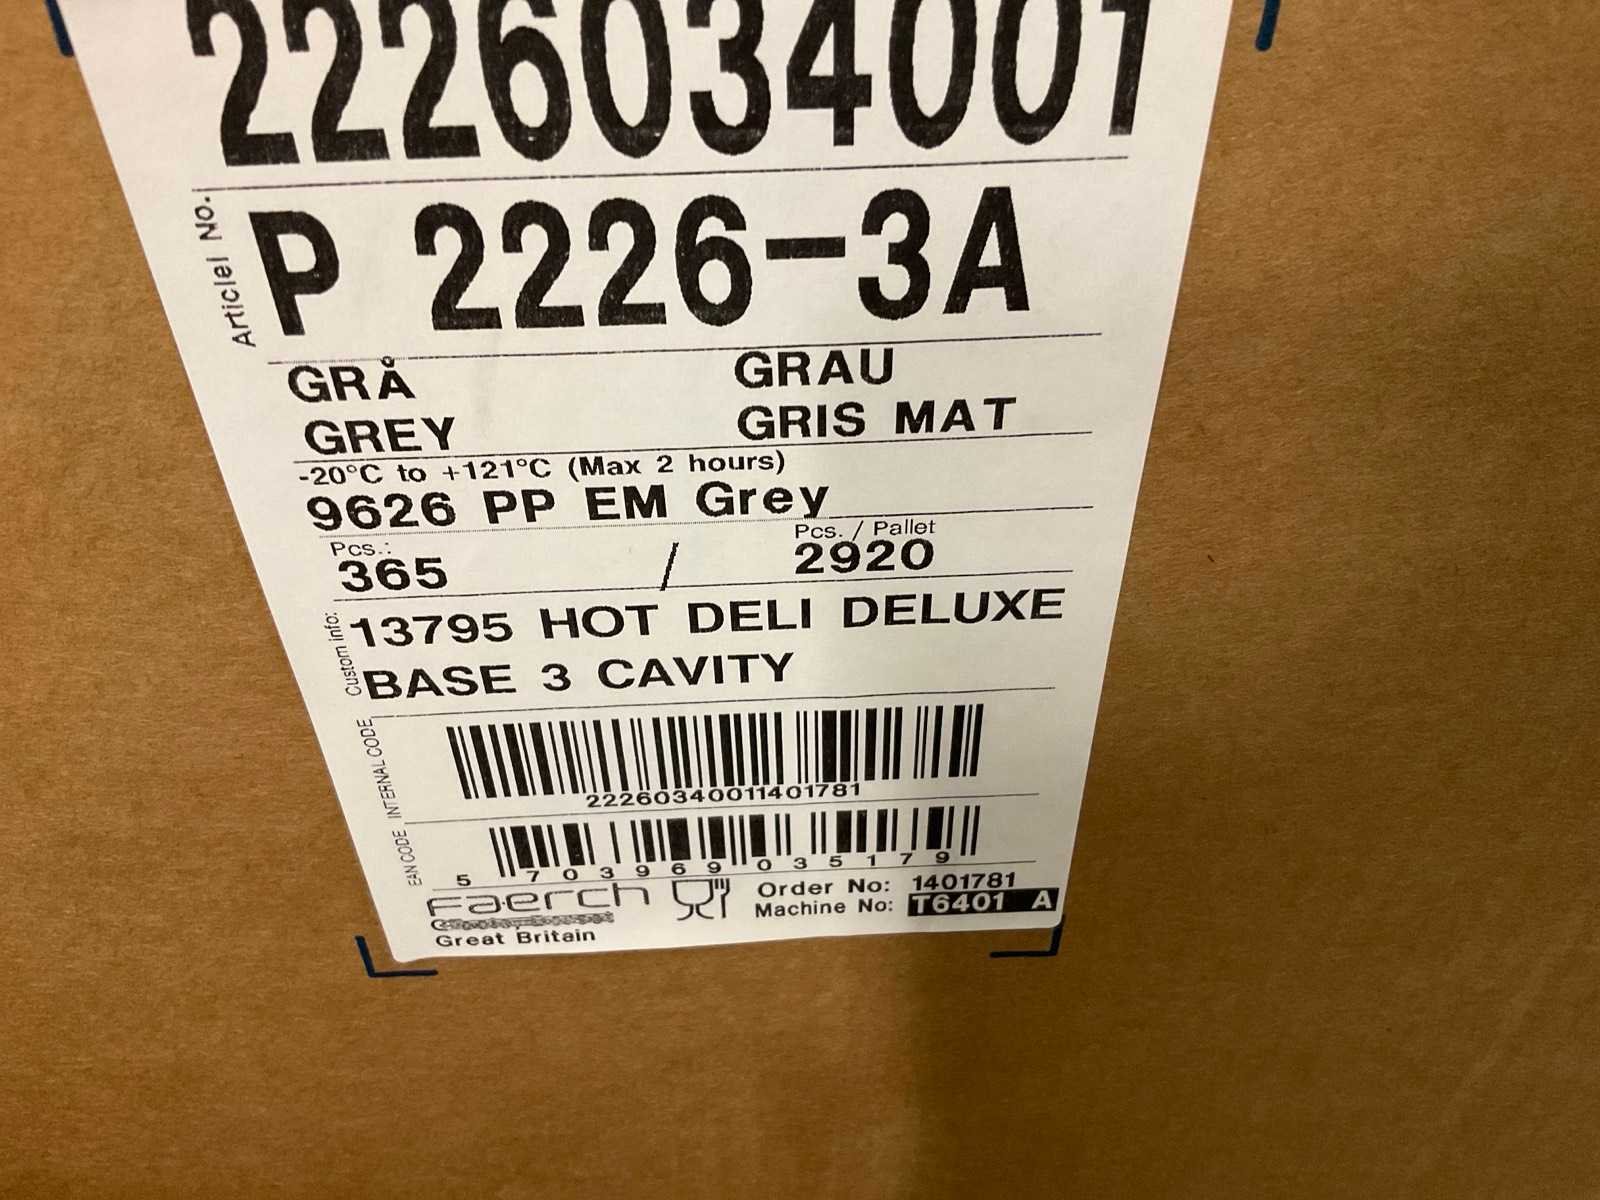 2226034001
Articlel No.
P 2226-3A
GRÅ GRAU
GREY GRIS MAT
-20°C to +121°C (Max 2 hours)
9626 PP EM Grey
Pcs.: Pcs. / Pallet
365 / 2920
Custom info:
13795 HOT DELI DELUXE
BASE 3 CAVITY
INTERNAL CODE
22260340011401781
EAN CODE
5 703969 035179
faerch
Order No: 1401781
Machine No: T6401 A
Great Britain